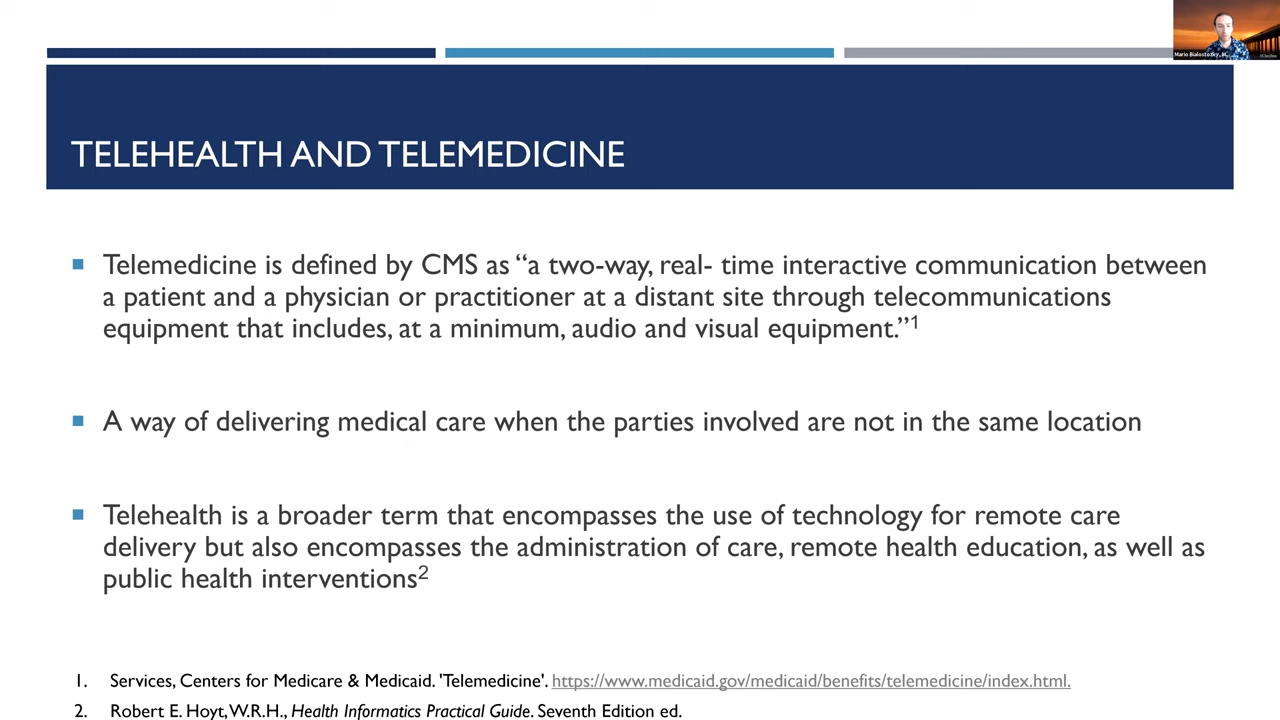 Mario Bialostozky, M
TELEHEALTH AND TELEMEDICINE
▪ Telemedicine is defined by CMS as “a two-way, real- time interactive communication between
a patient and a physician or practitioner at a distant site through telecommunications
equipment that includes, at a minimum, audio and visual equipment.”1
▪ A way of delivering medical care when the parties involved are not in the same location
▪ Telehealth is a broader term that encompasses the use of technology for remote care
delivery but also encompasses the administration of care, remote health education, as well as
public health interventions2
1. Services, Centers for Medicare & Medicaid. 'Telemedicine'. https://www.medicaid.gov/medicaid/benefits/telemedicine/index.html.
2. Robert E. Hoyt, W.R.H., Health Informatics Practical Guide. Seventh Edition ed.